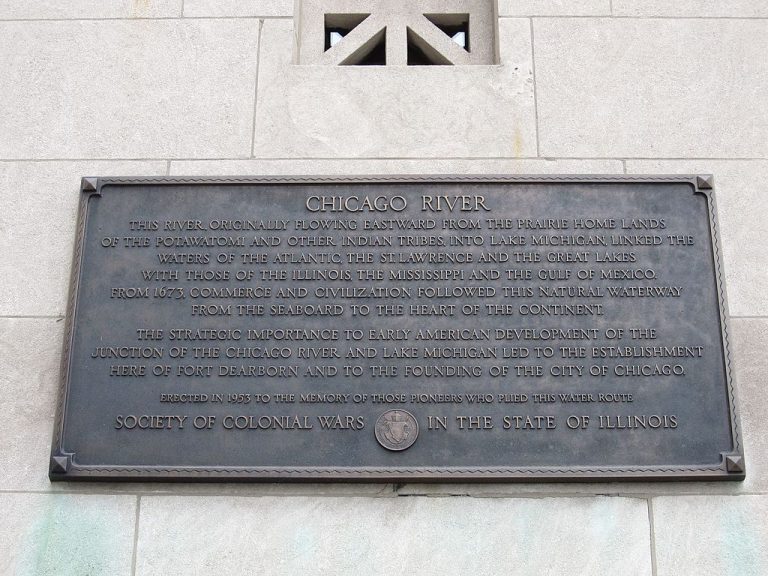 CHICAGO RIVER
THIS RIVER, ORIGINALLY FLOWING EASTWARD FROM THE PRAIRIE HOME LANDS
OF THE POTAWATOMI AND OTHER INDIAN TRIBES, INTO LAKE MICHIGAN, LINKED THE
WATERS OF THE ATLANTIC, THE ST. LAWRENCE AND THE GREAT LAKES
WITH THOSE OF THE ILLINOIS, THE MISSISSIPPI AND THE GULF OF MEXICO.
FROM 1673, COMMERCE AND CIVILIZATION FOLLOWED THIS NATURAL WATERWAY
FROM THE SEABOARD TO THE HEART OF THE CONTINENT.
THE STRATEGIC IMPORTANCE TO EARLY AMERICAN DEVELOPMENT OF THE
JUNCTION OF THE CHICAGO RIVER AND LAKE MICHIGAN LED TO THE ESTABLISHMENT
HERE OF FORT DEARBORN AND TO THE FOUNDING OF THE CITY OF CHICAGO.
ERECTED IN 1953 TO THE MEMORY OF THOSE PIONEERS WHO PLIED THIS WATER ROUTE
SOCIETY OF COLONIAL WARS IN THE STATE OF ILLINOIS